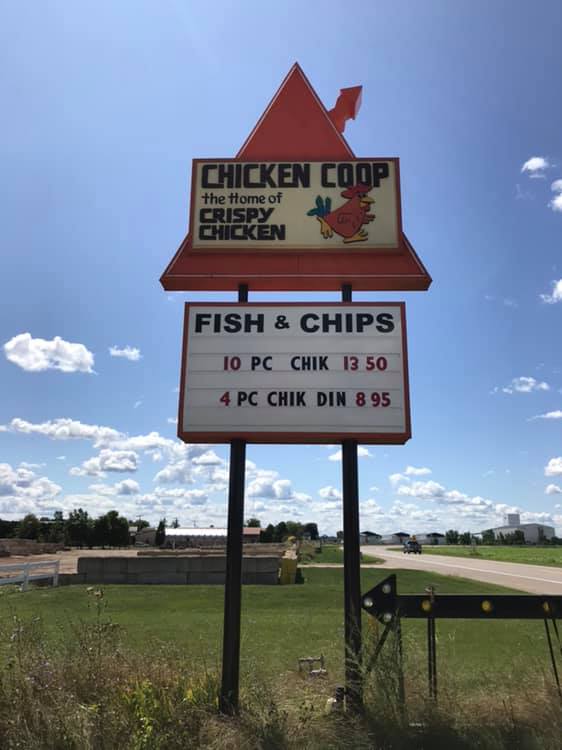 CHICKEN COOP
the Home of
CRISPY
CHICKEN
FISH & CHIPS
10 PC CHIK 13 50
4 PC CHIK DIN 8 95